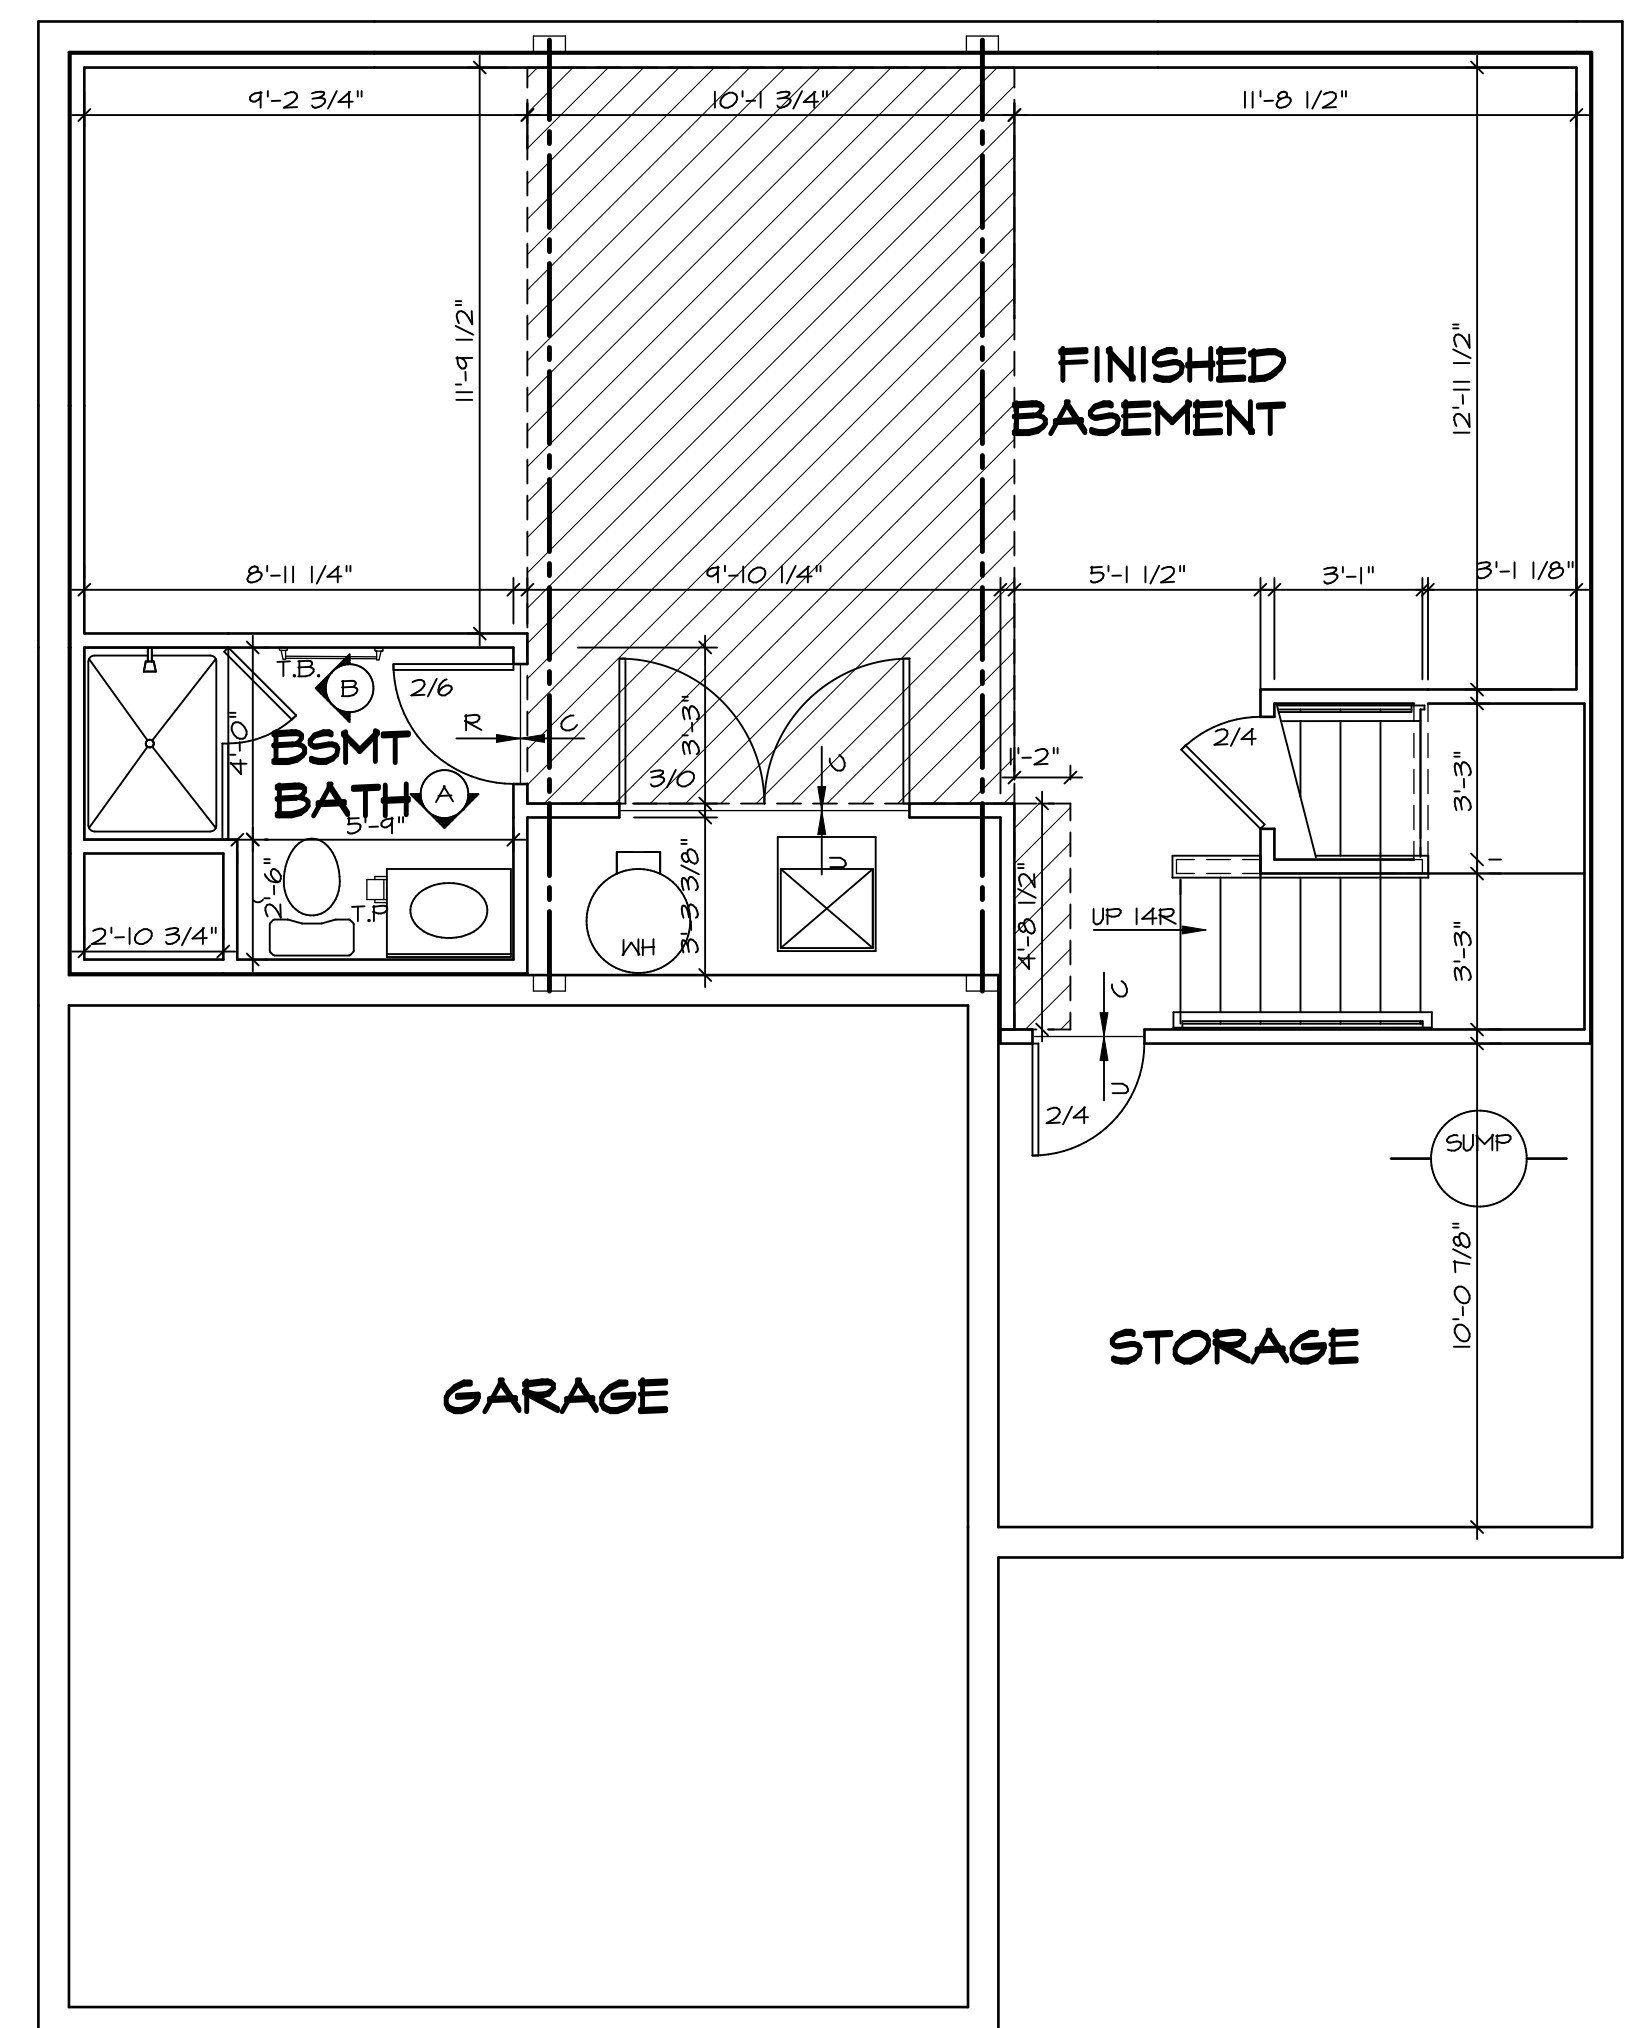 9'-2 3/4"
10'-1 3/4"
11'-8 1/2"
11'-9 1/2"
12'-11 1/2"
FINISHED
BASEMENT
8'-11 1/4"
9'-10 1/4"
5'-1 1/2"
3'-1"
3'-1 1/8"
T.B.
B
2/6
R
C
4'-0"
BSMT
BATH
A
5'-9"
3'-3"
3/0
C
U
1'-2"
2/4
3'-3"
2'-6"
T.P.
2'-10 3/4"
WH
3'-3 3/8"
4'-8 1/2"
UP 14R
3'-3"
C
U
2/4
SUMP
10'-0 7/8"
STORAGE
GARAGE